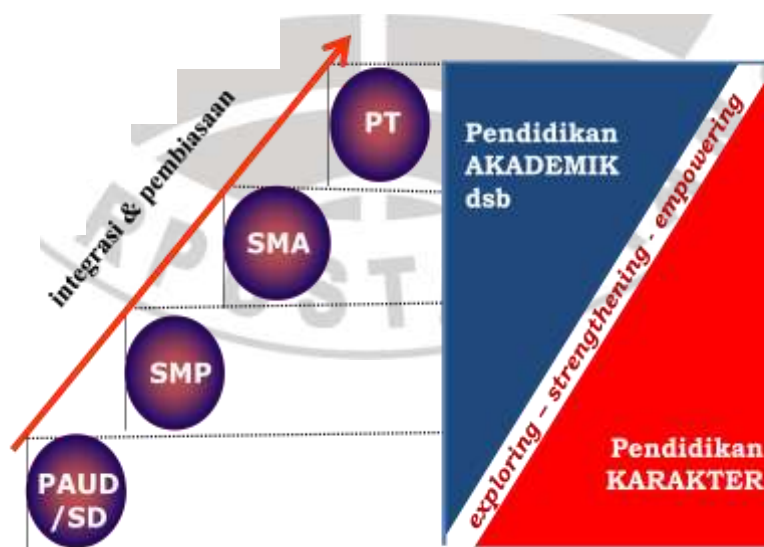 integrasi & pembiasaan
PT
SMA
SMP
PAUD
/SD
Pendidikan
AKADEMIK
dsb
exploring – strengthening - empowering
Pendidikan
KARAKTER